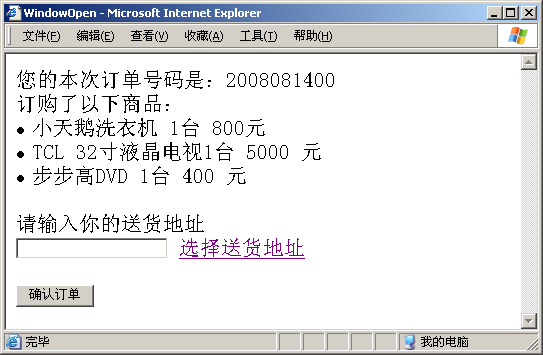 WindowOpen - Microsoft Internet Explorer
文件(F) 编辑(E) 查看(V) 收藏(A) 工具(T) 帮助(H)
您的本次订单号码是：2008081400
订购了以下商品：
● 小天鹅洗衣机 1台 800元
● TCL 32寸液晶电视1台 5000 元
● 步步高DVD 1台 400 元
请输入你的送货地址
选择送货地址
确认订单
完毕 我的电脑